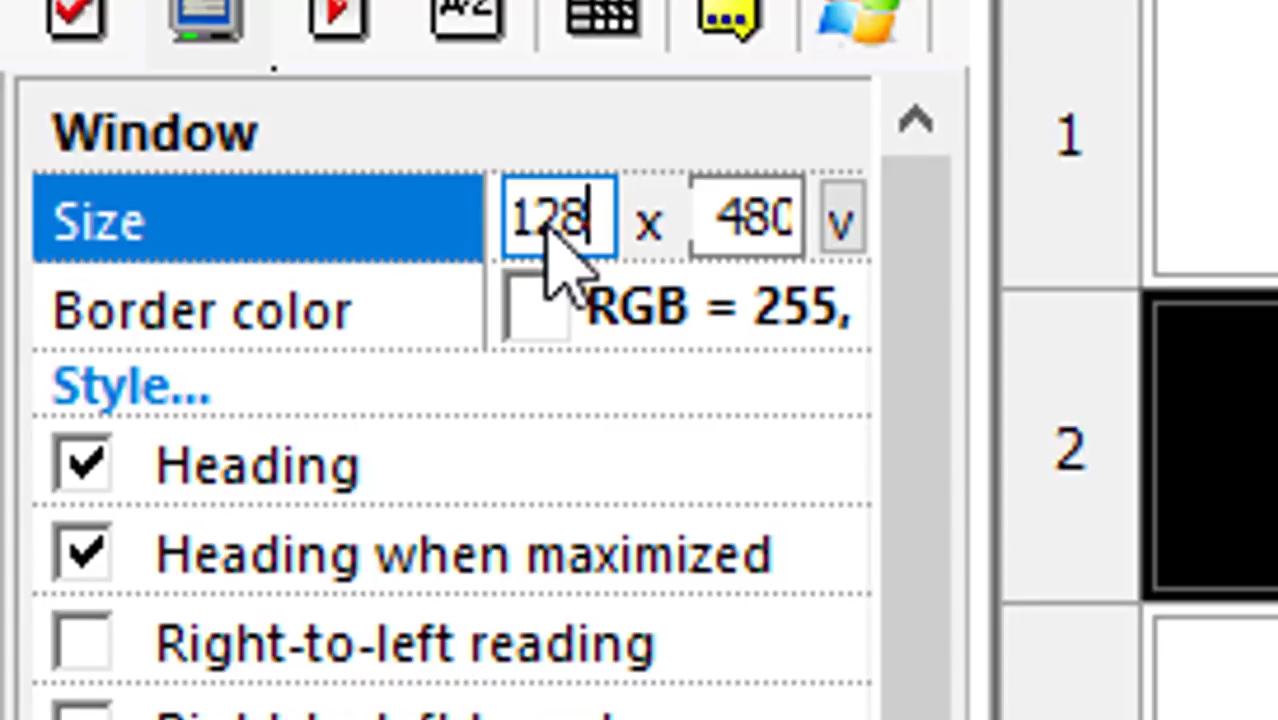 Window
Size 128 x 480 v
Border color RGB = 255,
Style...
Heading
Heading when maximized
Right-to-left reading
1
2